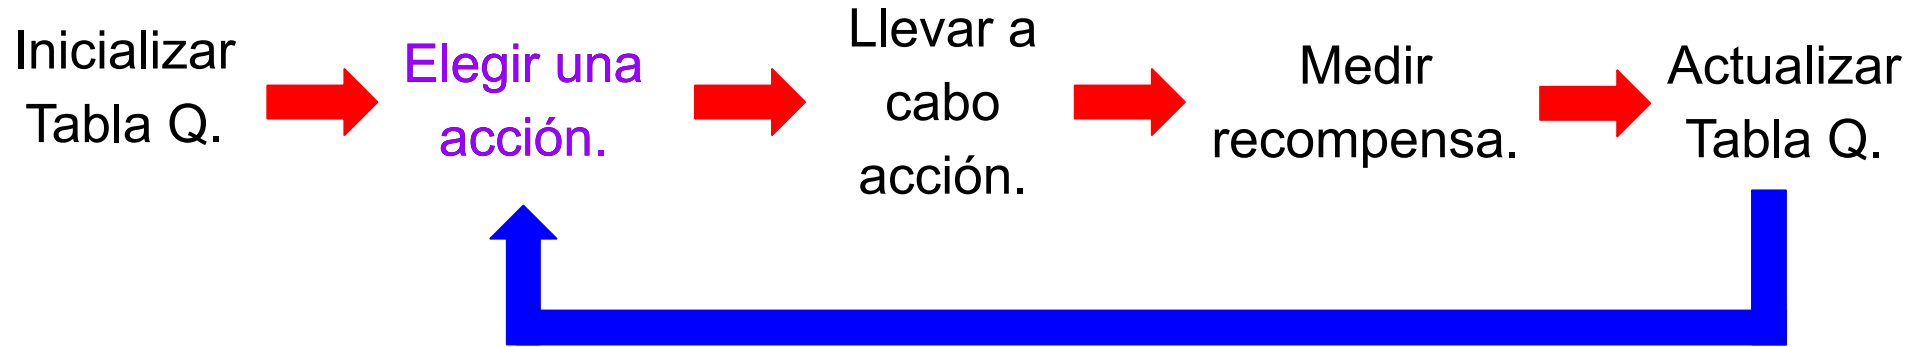 Inicializar
Tabla Q.
Elegir una
acción.
Llevar a
cabo
acción.
Medir
recompensa.
Actualizar
Tabla Q.